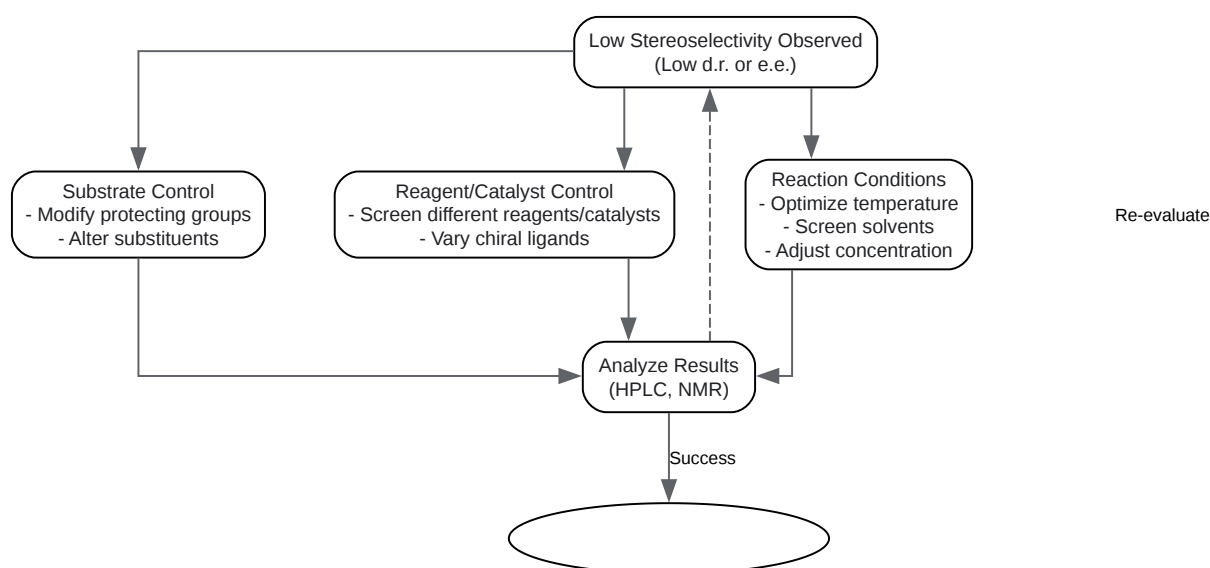 Low Stereoselectivity Observed
(Low d.r. or e.e.)
Substrate Control
- Modify protecting groups
- Alter substituents
Reagent/Catalyst Control
- Screen different reagents/catalysts
- Vary chiral ligands
Reaction Conditions
- Optimize temperature
- Screen solvents
- Adjust concentration
Re-evaluate
Analyze Results
(HPLC, NMR)
Success